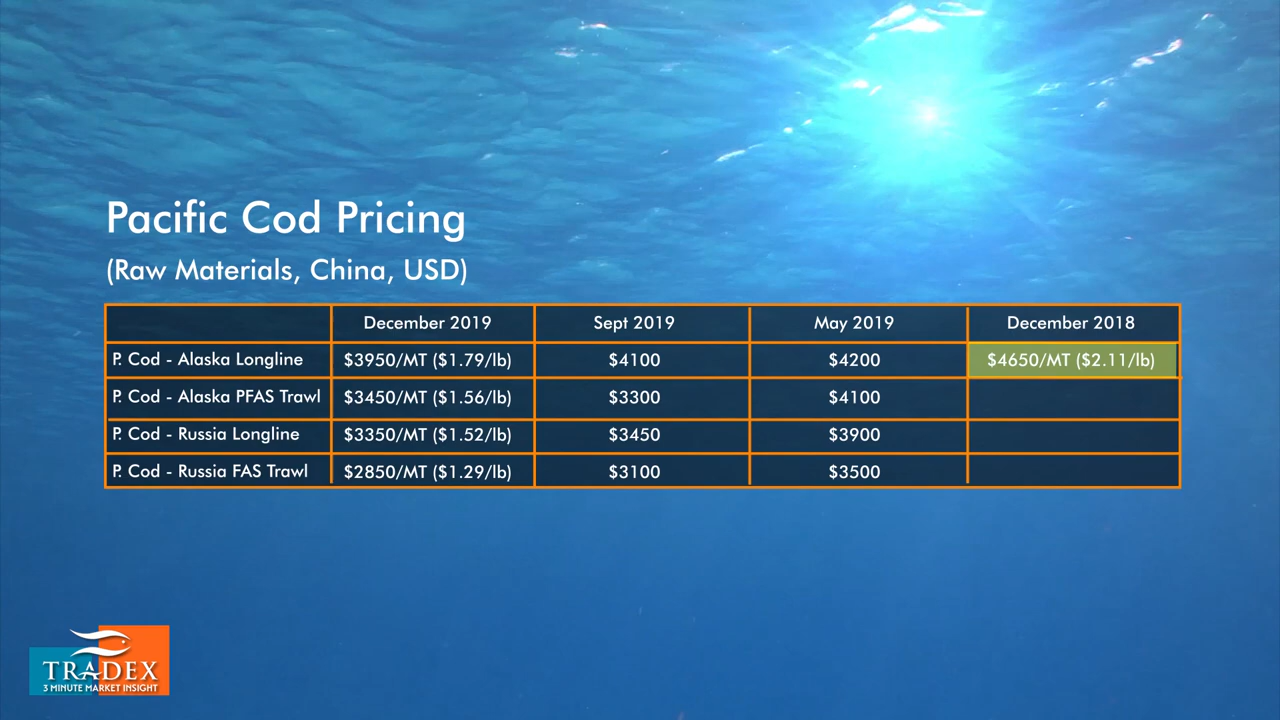 Pacific Cod Pricing
(Raw Materials, China, USD)
December 2019 Sept 2019 May 2019 December 2018
P. Cod - Alaska Longline $3950/MT ($1.79/lb) $4100 $4200 $4650/MT ($2.11/lb)
P. Cod - Alaska PFAS Trawl $3450/MT ($1.56/lb) $3300 $4100
P. Cod - Russia Longline $3350/MT ($1.52/lb) $3450 $3900
P. Cod - Russia FAS Trawl $2850/MT ($1.29/lb) $3100 $3500
TRADEX
3 MINUTE MARKET INSIGHT